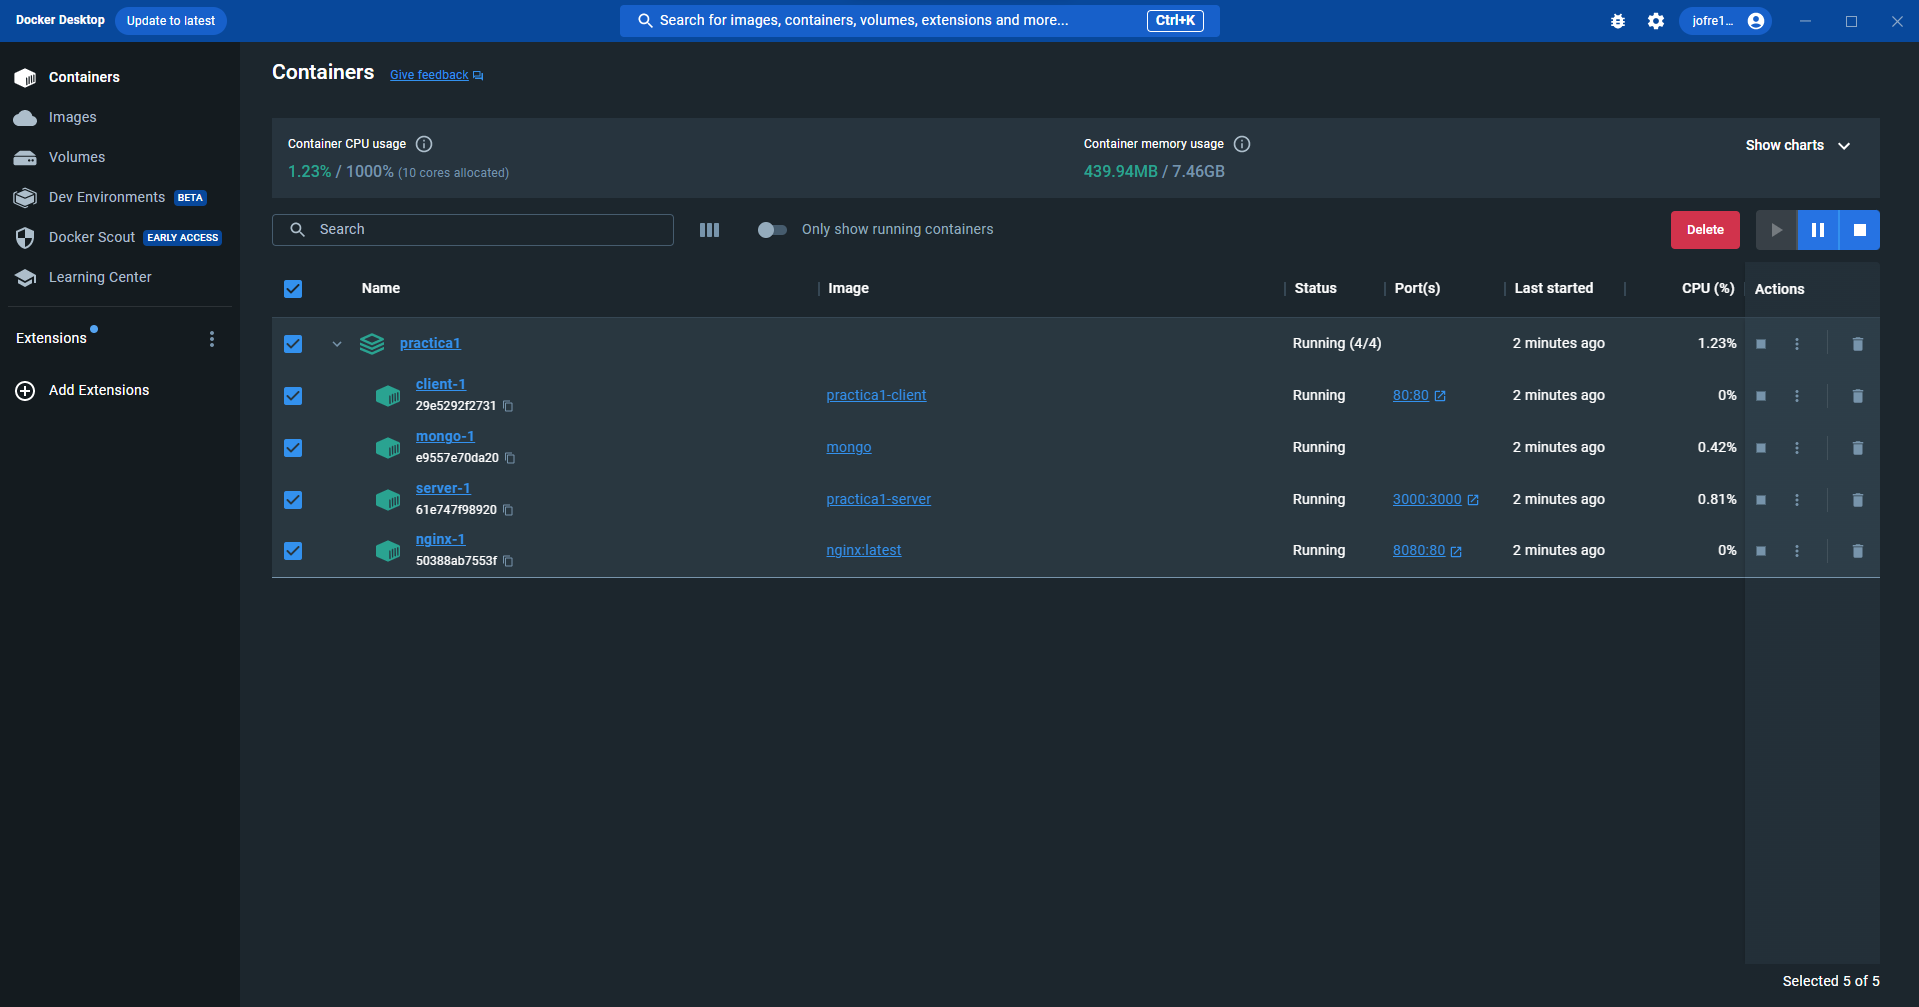 Docker Desktop Update to latest Search for images, containers, volumes, extensions and more... Ctrl+K jofre1...
Containers
Images
Volumes
Dev Environments BETA
Docker Scout EARLY ACCESS
Learning Center
Extensions
Add Extensions
Containers Give feedback
Container CPU usage
1.23% / 1000% (10 cores allocated)
Container memory usage
439.94MB / 7.46GB
Show charts
Search
Only show running containers
Delete
Name Image Status Port(s) Last started CPU (%) Actions
practica1 Running (4/4) 2 minutes ago 1.23%
client-1
29e5292f2731
practica1-client Running 80:80 2 minutes ago 0%
mongo-1
e9557e70da20
mongo Running 2 minutes ago 0.42%
server-1
61e747f98920
practica1-server Running 3000:3000 2 minutes ago 0.81%
nginx-1
50388ab7553f
nginx:latest Running 8080:80 2 minutes ago 0%
Selected 5 of 5